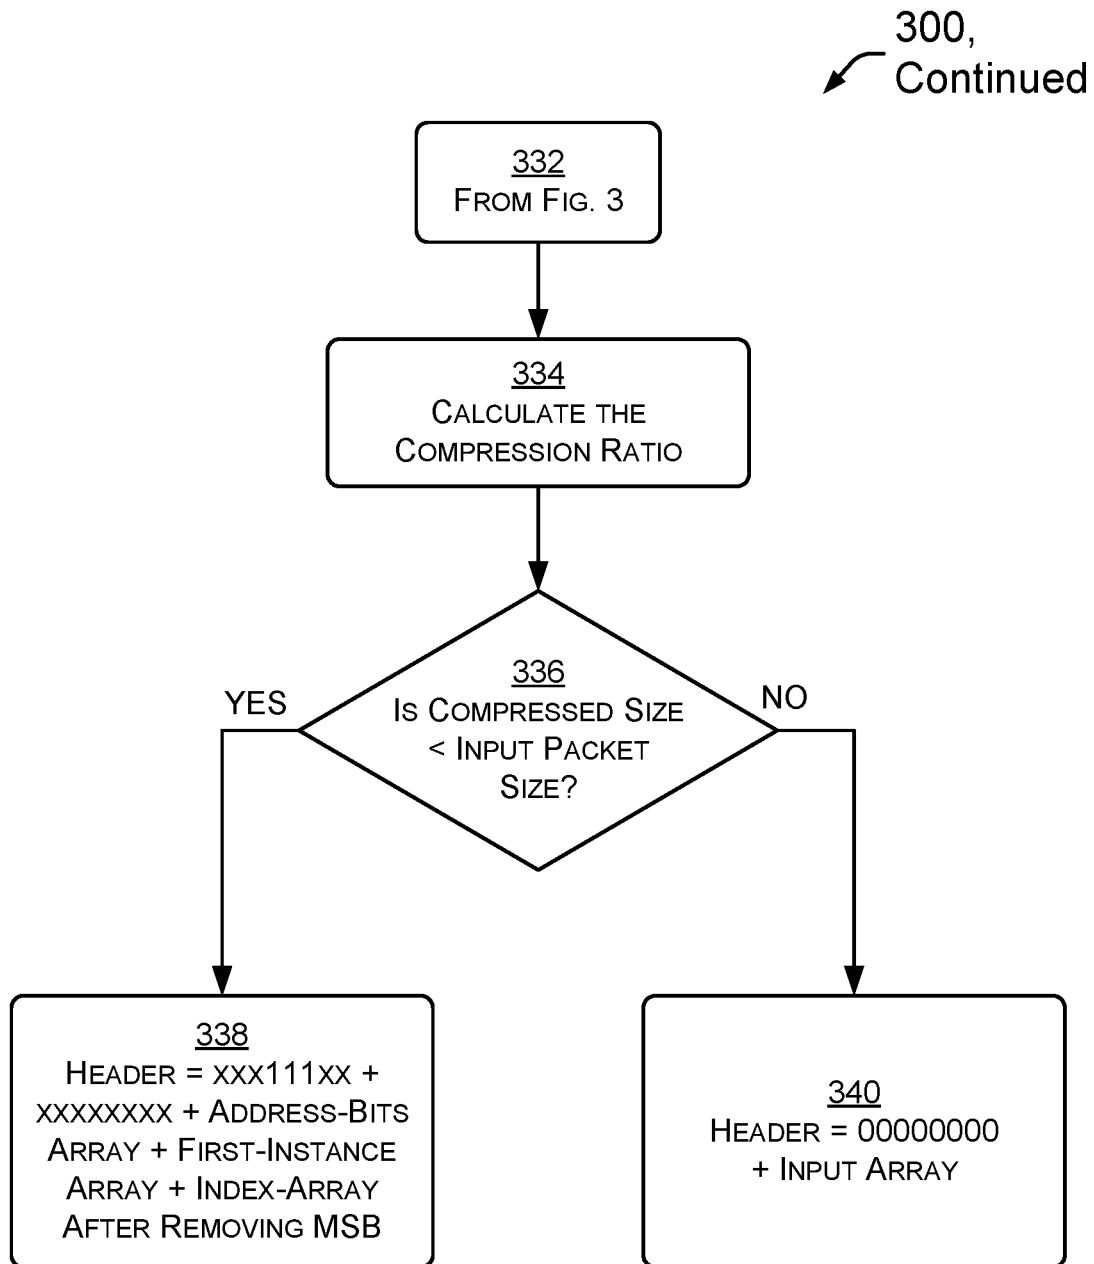 300,
Continued
332
FROM FIG. 3
334
CALCULATE THE
COMPRESSION RATIO
336
IS COMPRESSED SIZE
< INPUT PACKET
SIZE?
YES
NO
338
HEADER = XXX111XX +
XXXXXXXX + ADDRESS-BITS
ARRAY + FIRST-INSTANCE
ARRAY + INDEX-ARRAY
AFTER REMOVING MSB
340
HEADER = 00000000
+ INPUT ARRAY